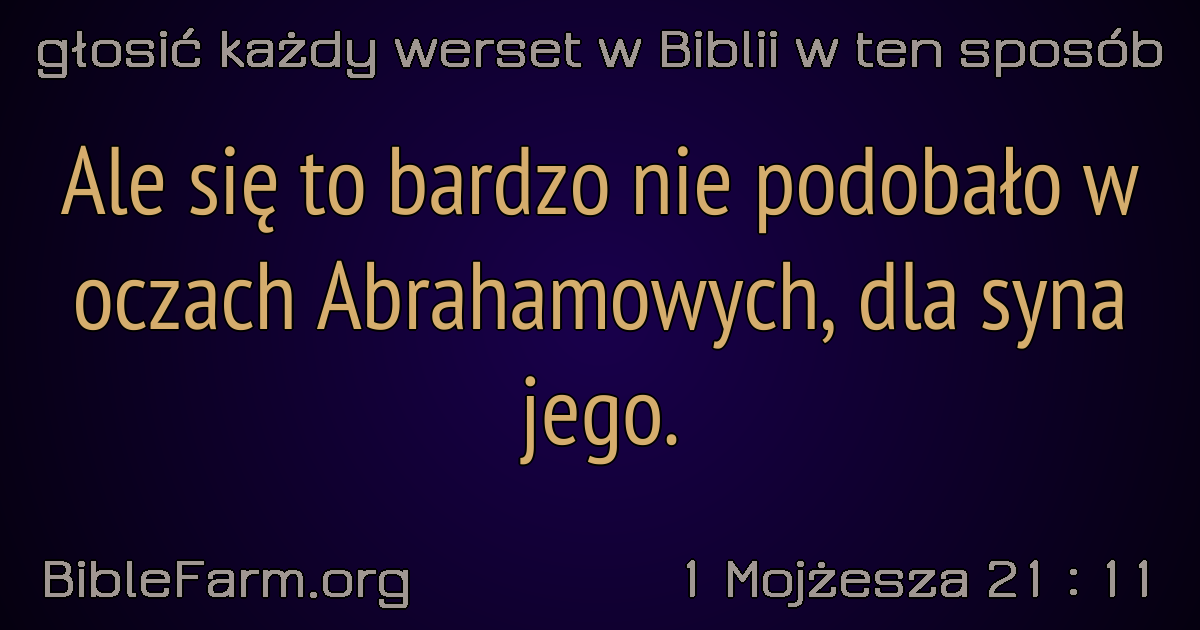 głosić każdy werset w Biblii w ten sposób
Ale się to bardzo nie podobało w
oczach Abrahamowych, dla syna
jego.
BibleFarm.org
1 Mojżesza 21 : 11